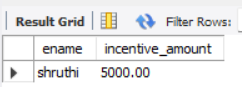 Result Grid Filter Rows:
ename incentive_amount
shruthi 5000.00